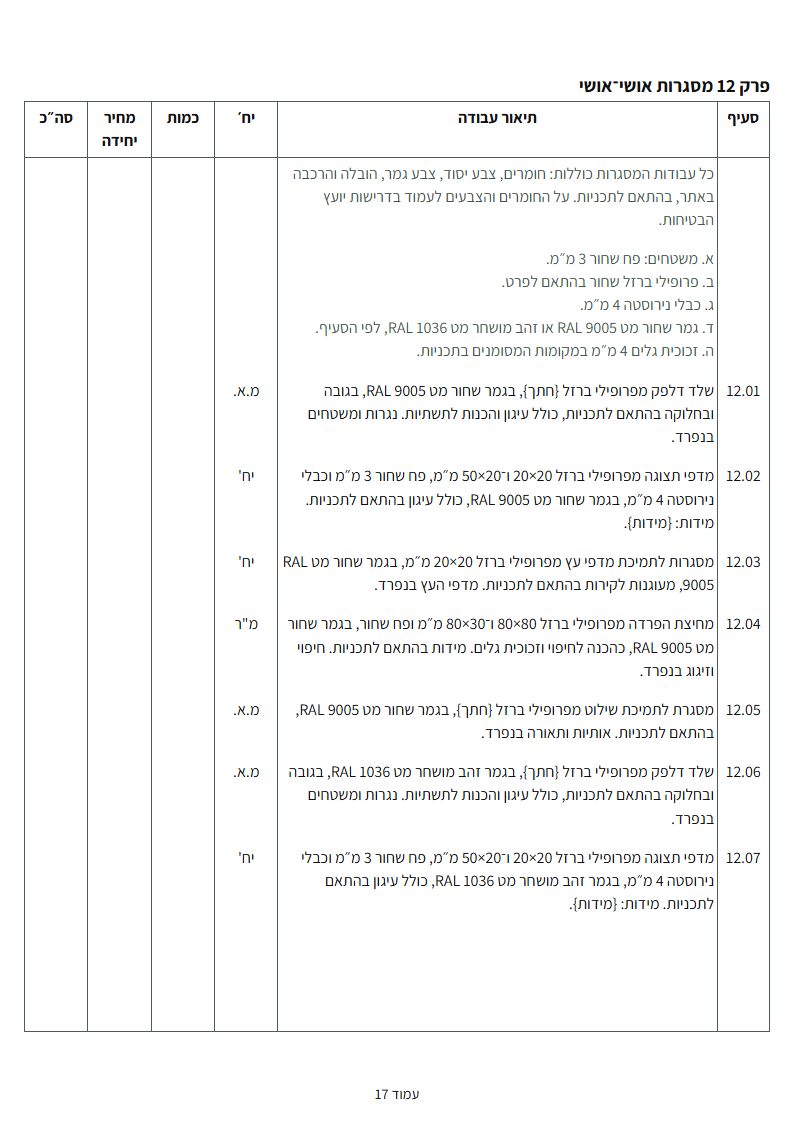 פרק 12 מסגרות אושי־אושי
סעיף תיאור עבודה יח׳ כמות מחיר יחידה סה״כ
כל עבודות המסגרות כוללות: חומרים, צבע יסוד, צבע גמר, הובלה והרכבה
באתר, בהתאם לתכניות. על החומרים והצבעים לעמוד בדרישות יועץ
הבטיחות.
א. משטחים: פח שחור 3 מ״מ.
ב. פרופילי ברזל שחור בהתאם לפרט.
ג. כבלי נירוסטה 4 מ״מ.
ד. גמר שחור מט RAL 9005 או זהב מושחר מט RAL 1036, לפי הסעיף.
ה. זכוכית גלים 4 מ״מ במקומות המסומנים בתכניות.
12.01 שלד דלפק מפרופילי ברזל {חתך}, בגמר שחור מט RAL 9005, בגובה מ.א.
ובחלוקה בהתאם לתכניות, כולל עיגון והכנות לתשתיות. נגרות ומשטחים
בנפרד.
12.02 מדפי תצוגה מפרופילי ברזל 20×20 ו־20×50 מ״מ, פח שחור 3 מ״מ וכבלי יח'
נירוסטה 4 מ״מ, בגמר שחור מט RAL 9005, כולל עיגון בהתאם לתכניות.
מידות: {מידות}.
12.03 מסגרות לתמיכת מדפי עץ מפרופילי ברזל 20×20 מ״מ, בגמר שחור מט RAL יח'
9005, מעוגנות לקירות בהתאם לתכניות. מדפי העץ בנפרד.
12.04 מחיצת הפרדה מפרופילי ברזל 80×80 ו־30×80 מ״מ ופח שחור, בגמר שחור מ"ר
מט RAL 9005, כהכנה לחיפוי וזכוכית גלים. מידות בהתאם לתכניות. חיפוי
וזיגוג בנפרד.
12.05 מסגרת לתמיכת שילוט מפרופילי ברזל {חתך}, בגמר שחור מט RAL 9005, מ.א.
בהתאם לתכניות. אותיות ותאורה בנפרד.
12.06 שלד דלפק מפרופילי ברזל {חתך}, בגמר זהב מושחר מט RAL 1036, בגובה מ.א.
ובחלוקה בהתאם לתכניות, כולל עיגון והכנות לתשתיות. נגרות ומשטחים
בנפרד.
12.07 מדפי תצוגה מפרופילי ברזל 20×20 ו־20×50 מ״מ, פח שחור 3 מ״מ וכבלי יח'
נירוסטה 4 מ״מ, בגמר זהב מושחר מט RAL 1036, כולל עיגון בהתאם
לתכניות. מידות: {מידות}.
עמוד 17